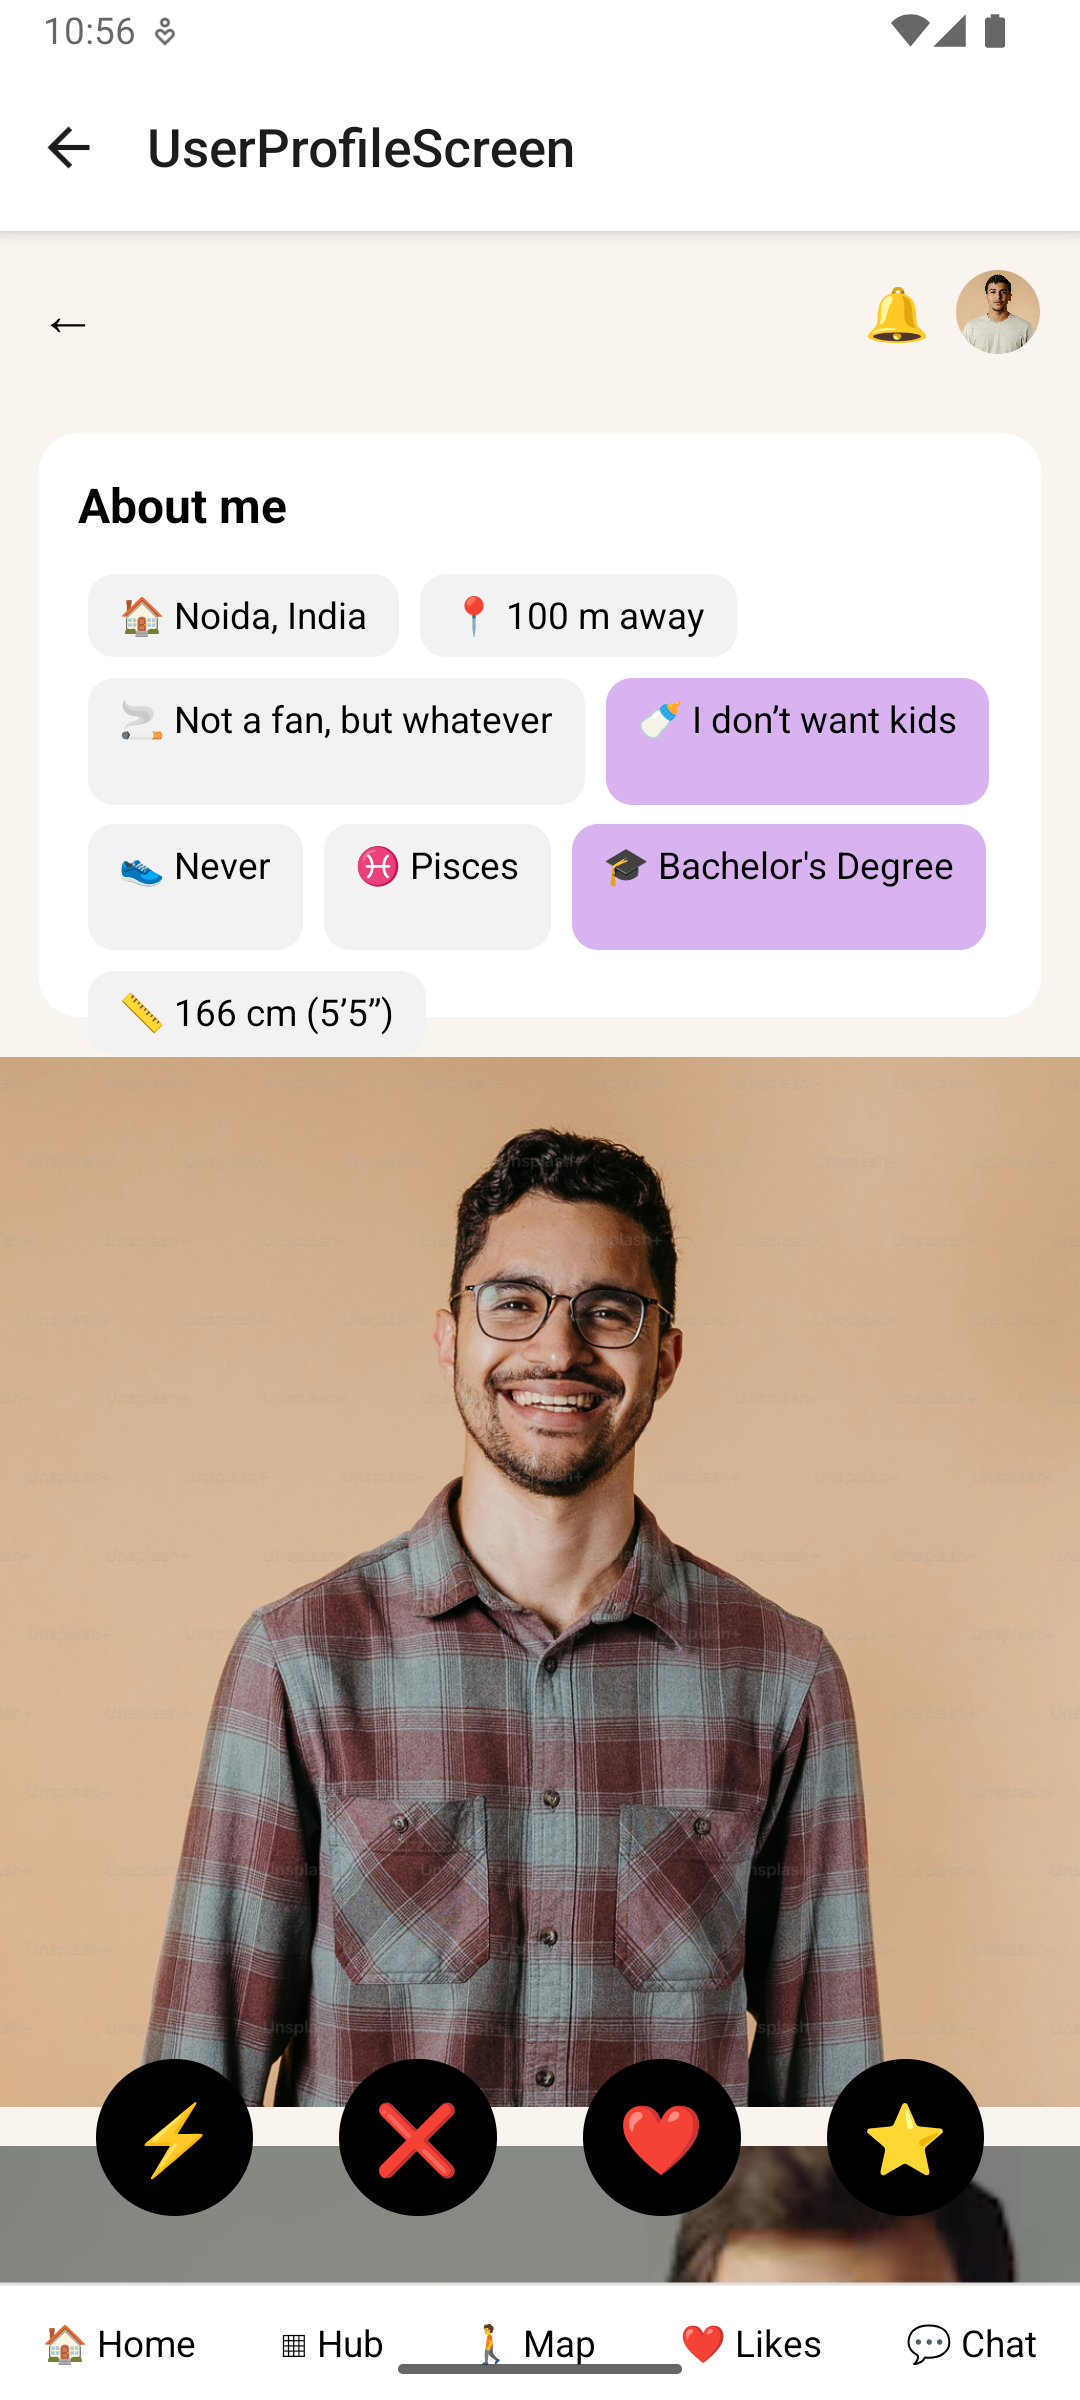 10:56
UserProfileScreen
←
About me
🏠 Noida, India 📍 100 m away
🚬 Not a fan, but whatever 🍼 I don’t want kids
👟 Never ♓ Pisces 🎓 Bachelor's Degree
📏 166 cm (5’5”)
Unsplash+
🏠 Home ▦ Hub 🚶 Map ❤️ Likes 💬 Chat